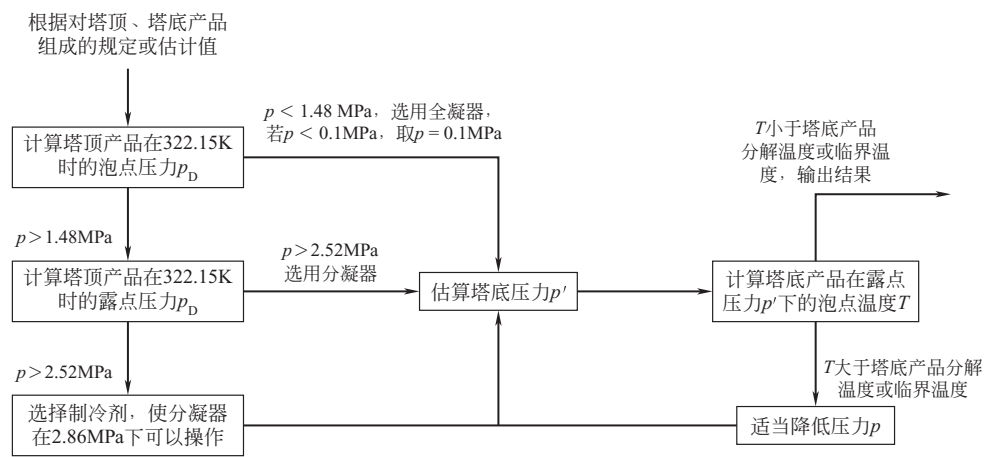 根据对塔顶、塔底产品
组成的规定或估计值
p < 1.48 MPa，选用全凝器，
若p < 0.1MPa，取p = 0.1MPa
T小于塔底产品
分解温度或临界温
度，输出结果
计算塔顶产品在322.15K
时的泡点压力pD
p>1.48MPa
p>2.52MPa
选用分凝器
计算塔顶产品在322.15K
时的露点压力pD
估算塔底压力p′
计算塔底产品在露点
压力p′下的泡点温度T
p>2.52MPa
T大于塔底产品分解
温度或临界温度
选择制冷剂，使分凝器
在2.86MPa下可以操作
适当降低压力p